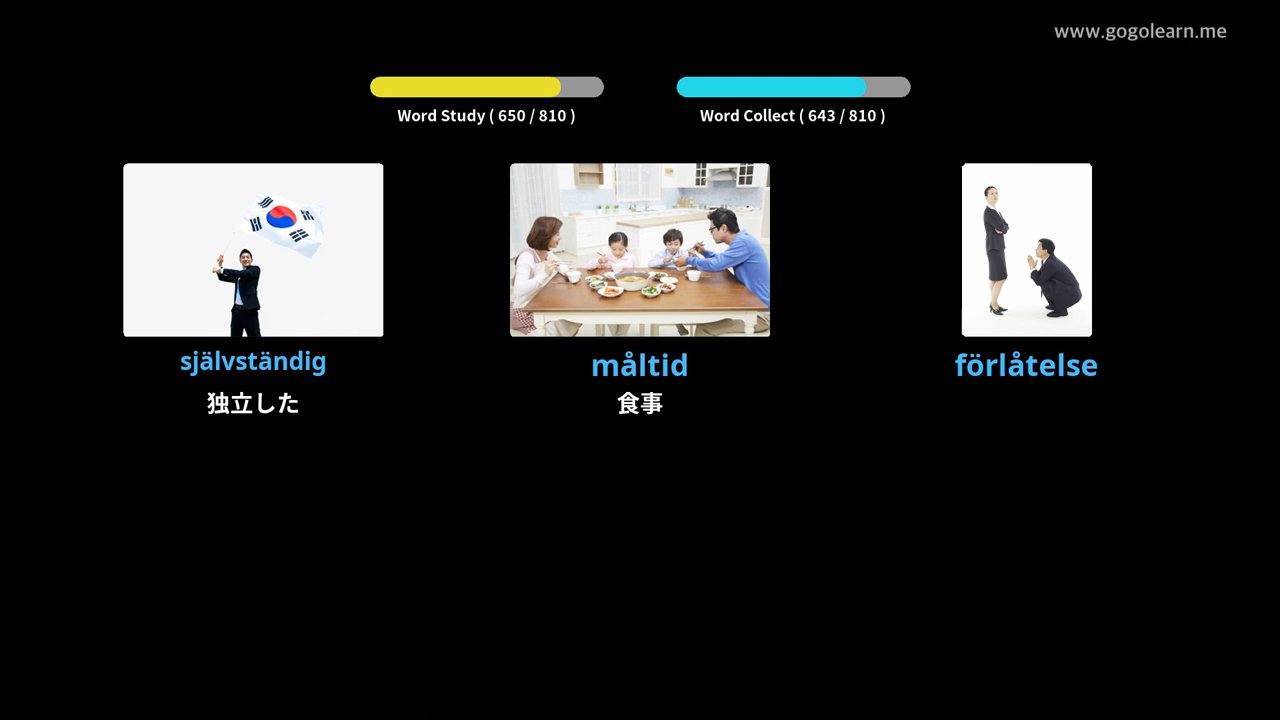 www.gogolearn.me
Word Study ( 650 / 810 )
Word Collect ( 643 / 810 )
självständig
måltid
förlåtelse
独立した
食事